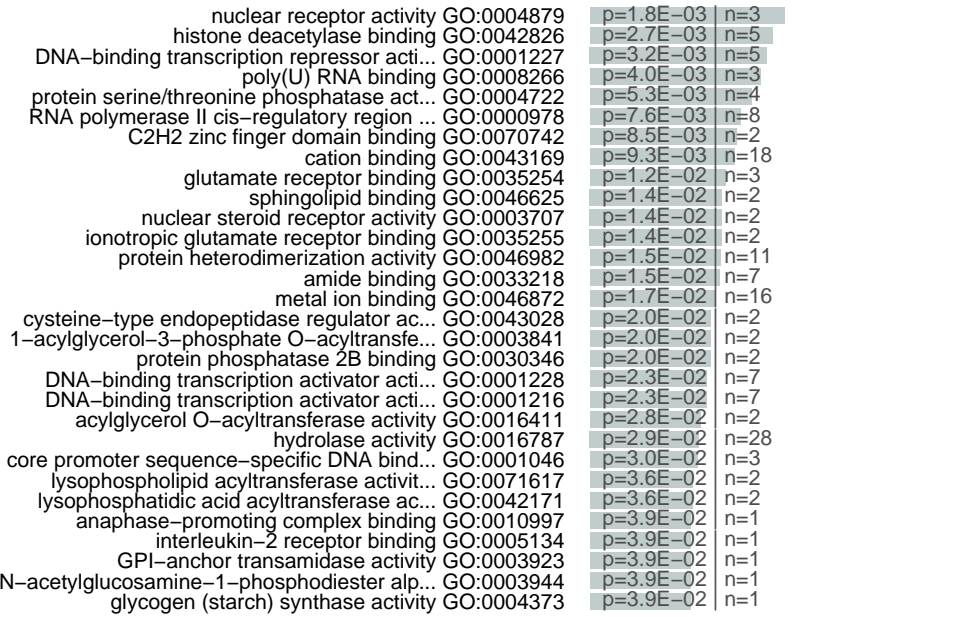 nuclear receptor activity GO:0004879 p=1.8E−03 | n=3
histone deacetylase binding GO:0042826 p=2.7E−03 | n=5
DNA−binding transcription repressor acti... GO:0001227 p=3.2E−03 | n=5
poly(U) RNA binding GO:0008266 p=4.0E−03 | n=3
protein serine/threonine phosphatase act... GO:0004722 p=5.3E−03 | n=4
RNA polymerase II cis−regulatory region ... GO:0000978 p=7.6E−03 | n=8
C2H2 zinc finger domain binding GO:0070742 p=8.5E−03 | n=2
cation binding GO:0043169 p=9.3E−03 | n=18
glutamate receptor binding GO:0035254 p=1.2E−02 | n=3
sphingolipid binding GO:0046625 p=1.4E−02 | n=2
nuclear steroid receptor activity GO:0003707 p=1.4E−02 | n=2
ionotropic glutamate receptor binding GO:0035255 p=1.4E−02 | n=2
protein heterodimerization activity GO:0046982 p=1.5E−02 | n=11
amide binding GO:0033218 p=1.5E−02 | n=7
metal ion binding GO:0046872 p=1.7E−02 | n=16
cysteine−type endopeptidase regulator ac... GO:0043028 p=2.0E−02 | n=2
1−acylglycerol−3−phosphate O−acyltransfe... GO:0003841 p=2.0E−02 | n=2
protein phosphatase 2B binding GO:0030346 p=2.0E−02 | n=2
DNA−binding transcription activator acti... GO:0001228 p=2.3E−02 | n=7
DNA−binding transcription activator acti... GO:0001216 p=2.3E−02 | n=7
acylglycerol O−acyltransferase activity GO:0016411 p=2.8E−02 | n=2
hydrolase activity GO:0016787 p=2.9E−02 | n=28
core promoter sequence−specific DNA bind... GO:0001046 p=3.0E−02 | n=3
lysophospholipid acyltransferase activit... GO:0071617 p=3.6E−02 | n=2
lysophosphatidic acid acyltransferase ac... GO:0042171 p=3.6E−02 | n=2
anaphase−promoting complex binding GO:0010997 p=3.9E−02 | n=1
interleukin−2 receptor binding GO:0005134 p=3.9E−02 | n=1
GPI−anchor transamidase activity GO:0003923 p=3.9E−02 | n=1
N−acetylglucosamine−1−phosphodiester alp... GO:0003944 p=3.9E−02 | n=1
glycogen (starch) synthase activity GO:0004373 p=3.9E−02 | n=1